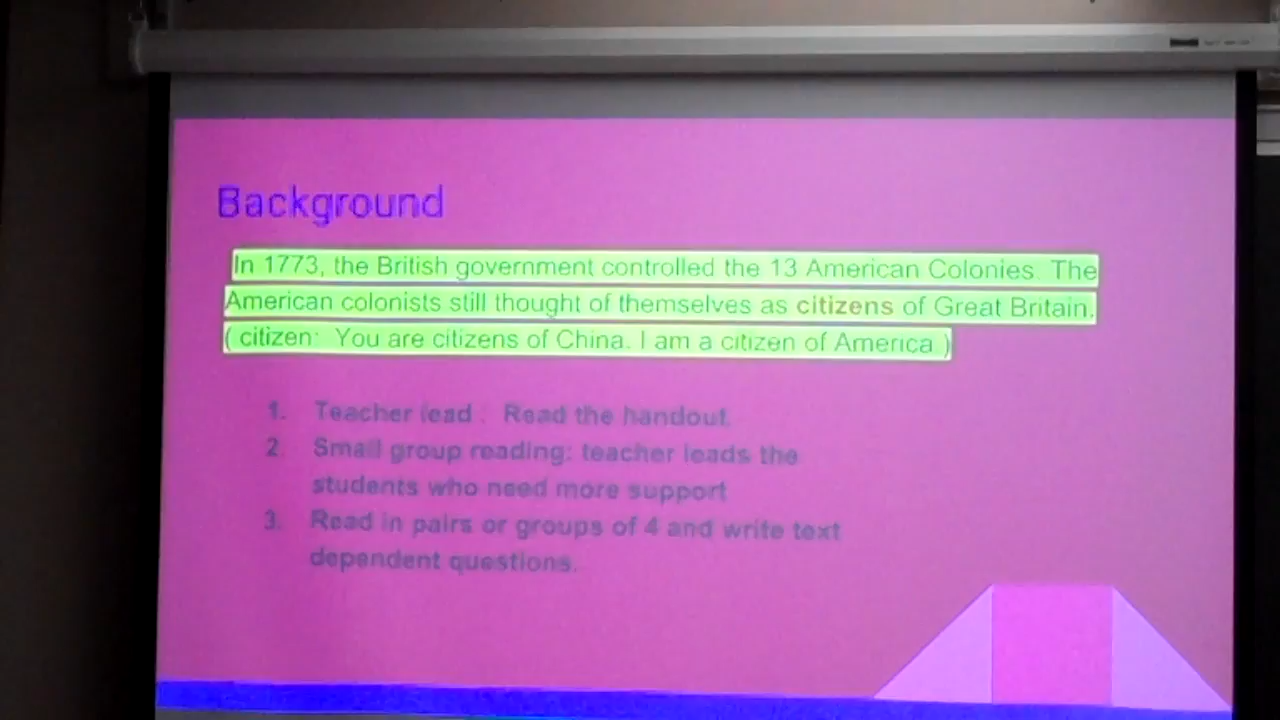 Background
In 1773, the British government controlled the 13 American Colonies. The
American colonists still thought of themselves as citizens of Great Britain.
( citizen: You are citizens of China. I am a citizen of America.)
1. Teacher lead : Read the handout.
2. Small group reading: teacher leads the
students who need more support
3. Read in pairs or groups of 4 and write text
dependent questions.